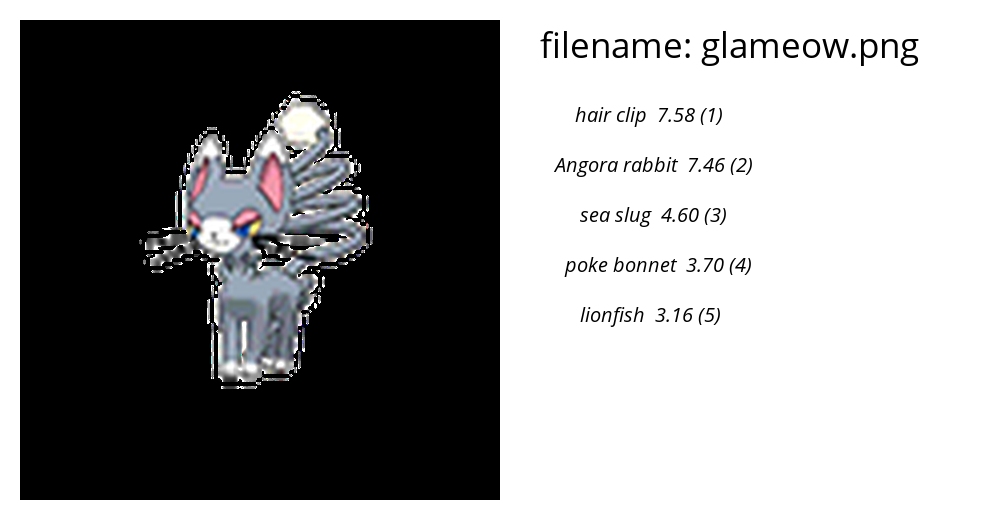 filename: glameow.png
hair clip 7.58 (1)
Angora rabbit 7.46 (2)
sea slug 4.60 (3)
poke bonnet 3.70 (4)
lionfish 3.16 (5)